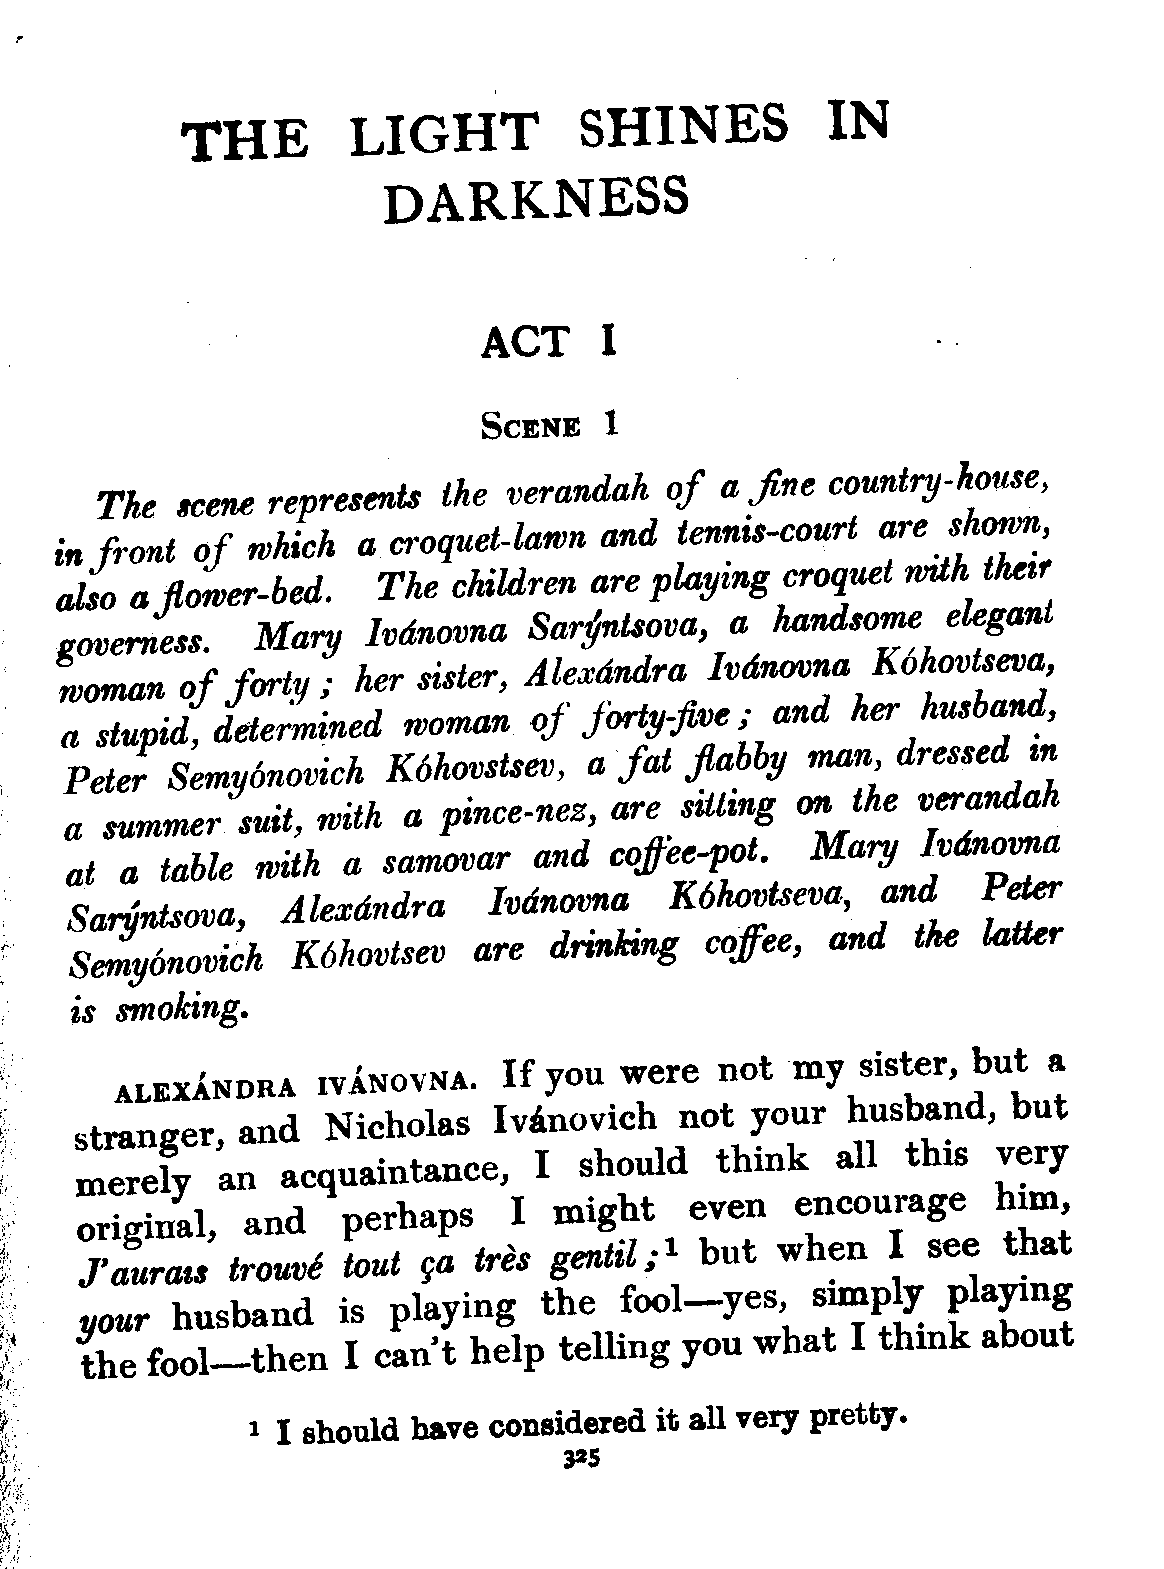 THE LIGHT SHINES IN
DARKNESS
ACT I
SCENE 1
The scene represents the verandah of a fine country-house,
in front of which a croquet-lawn and tennis-court are shown,
also a flower-bed. The children are playing croquet with their
governess. Mary Ivánovna Sarýntsova, a handsome elegant
woman of forty; her sister, Alexándra Ivánovna Kóhovtseva,
a stupid, determined woman of forty-five; and her husband,
Peter Semyónovich Kóhovstsev, a fat flabby man, dressed in
a summer suit, with a pince-nez, are sitting on the verandah
at a table with a samovar and coffee-pot. Mary Ivánovna
Sarýntsova, Alexándra Ivánovna Kóhovtseva, and Peter
Semyónovich Kóhovtsev are drinking coffee, and the latter
is smoking.
ALEXÁNDRA IVÁNOVNA. If you were not my sister, but a
stranger, and Nicholas Ivánovich not your husband, but
merely an acquaintance, I should think all this very
original, and perhaps I might even encourage him,
J'aurais trouvé tout ça très gentil;1 but when I see that
your husband is playing the fool—yes, simply playing
the fool—then I can't help telling you what I think about
1 I should have considered it all very pretty.
325